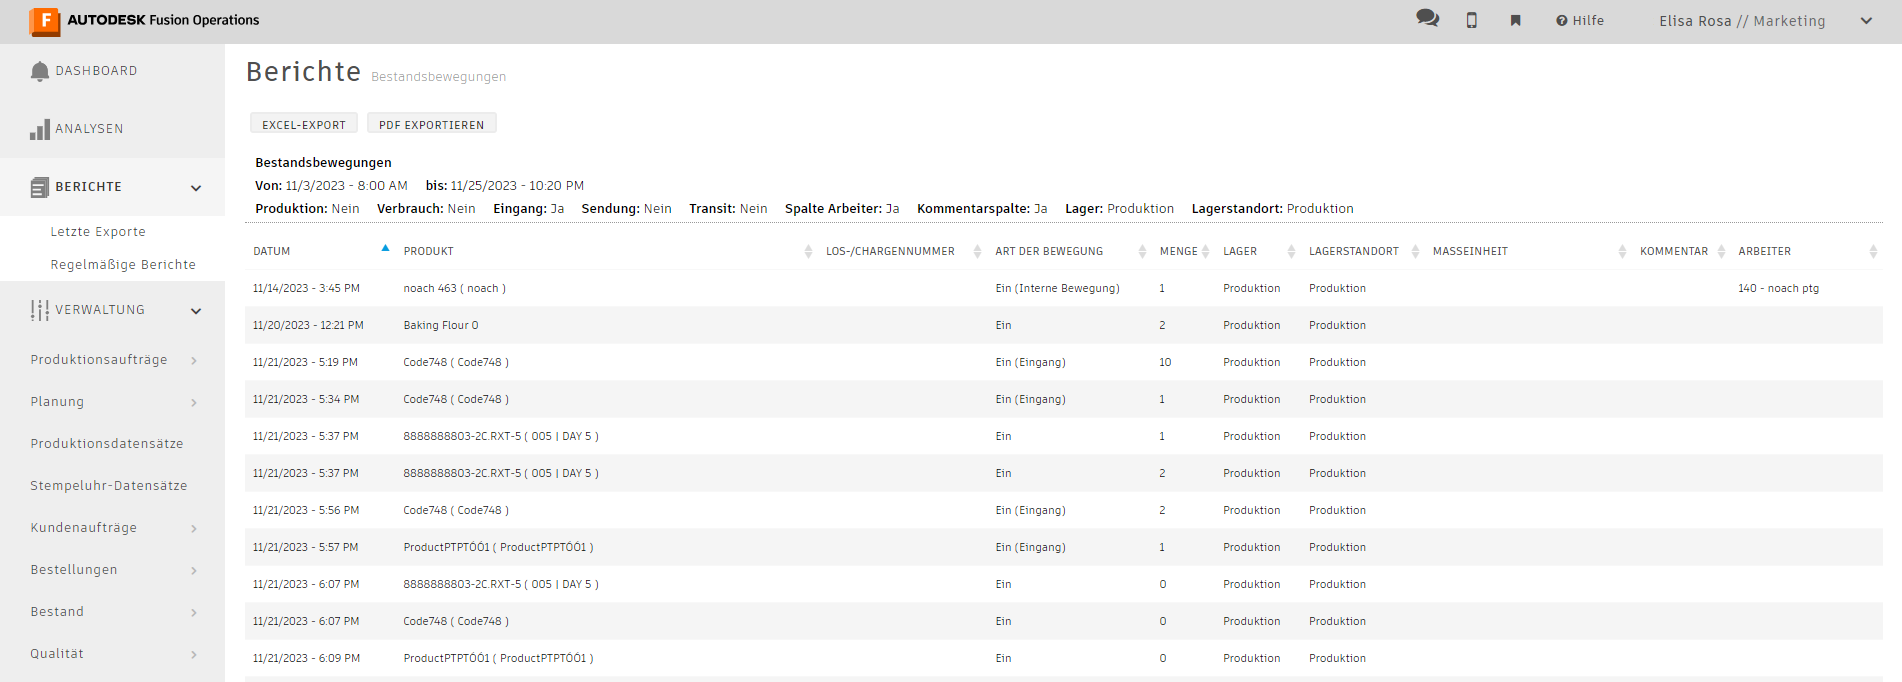 F AUTODESK Fusion Operations
Hilfe
Elisa Rosa // Marketing
DASHBOARD
ANALYSEN
BERICHTE
Letzte Exporte
Regelmäßige Berichte
VERWALTUNG
Produktionsaufträge
Planung
Produktionsdatensätze
Stempeluhr-Datensätze
Kundenaufträge
Bestellungen
Bestand
Qualität
Berichte Bestandsbewegungen
EXCEL-EXPORT PDF EXPORTIEREN
Bestandsbewegungen
Von: 11/3/2023 - 8:00 AM bis: 11/25/2023 - 10:20 PM
Produktion: Nein Verbrauch: Nein Eingang: Ja Sendung: Nein Transit: Nein Spalte Arbeiter: Ja Kommentarspalte: Ja Lager: Produktion Lagerstandort: Produktion
DATUM PRODUKT LOS-/CHARGENNUMMER ART DER BEWEGUNG MENGE LAGER LAGERSTANDORT MASSEINHEIT KOMMENTAR ARBEITER
11/14/2023 - 3:45 PM noach 463 ( noach ) Ein (Interne Bewegung) 1 Produktion Produktion 140 - noach ptg
11/20/2023 - 12:21 PM Baking Flour 0 Ein 2 Produktion Produktion
11/21/2023 - 5:19 PM Code748 ( Code748 ) Ein (Eingang) 10 Produktion Produktion
11/21/2023 - 5:34 PM Code748 ( Code748 ) Ein (Eingang) 1 Produktion Produktion
11/21/2023 - 5:37 PM 8888888803-2C.RXT-5 ( 005 | DAY 5 ) Ein 1 Produktion Produktion
11/21/2023 - 5:37 PM 8888888803-2C.RXT-5 ( 005 | DAY 5 ) Ein 2 Produktion Produktion
11/21/2023 - 5:56 PM Code748 ( Code748 ) Ein (Eingang) 2 Produktion Produktion
11/21/2023 - 5:57 PM ProductPTPTÓÓ1 ( ProductPTPTÓÓ1 ) Ein (Eingang) 1 Produktion Produktion
11/21/2023 - 6:07 PM 8888888803-2C.RXT-5 ( 005 | DAY 5 ) Ein 0 Produktion Produktion
11/21/2023 - 6:07 PM Code748 ( Code748 ) Ein 0 Produktion Produktion
11/21/2023 - 6:09 PM ProductPTPTÓÓ1 ( ProductPTPTÓÓ1 ) Ein 0 Produktion Produktion